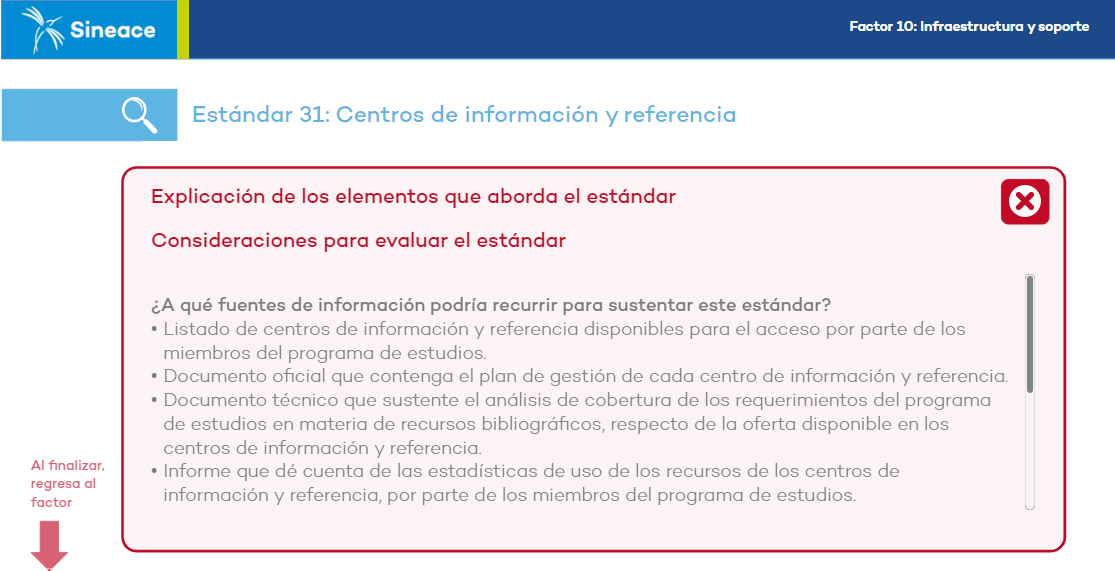 Sineace
Factor 10: Infraestructura y soporte
Estándar 31: Centros de información y referencia
Explicación de los elementos que aborda el estándar
Consideraciones para evaluar el estándar
¿A qué fuentes de información podría recurrir para sustentar este estándar?
• Listado de centros de información y referencia disponibles para el acceso por parte de los
miembros del programa de estudios.
• Documento oficial que contenga el plan de gestión de cada centro de información y referencia.
• Documento técnico que sustente el análisis de cobertura de los requerimientos del programa
de estudios en materia de recursos bibliográficos, respecto de la oferta disponible en los
centros de información y referencia.
• Informe que dé cuenta de las estadísticas de uso de los recursos de los centros de
información y referencia, por parte de los miembros del programa de estudios.
Al finalizar,
regresa al
factor